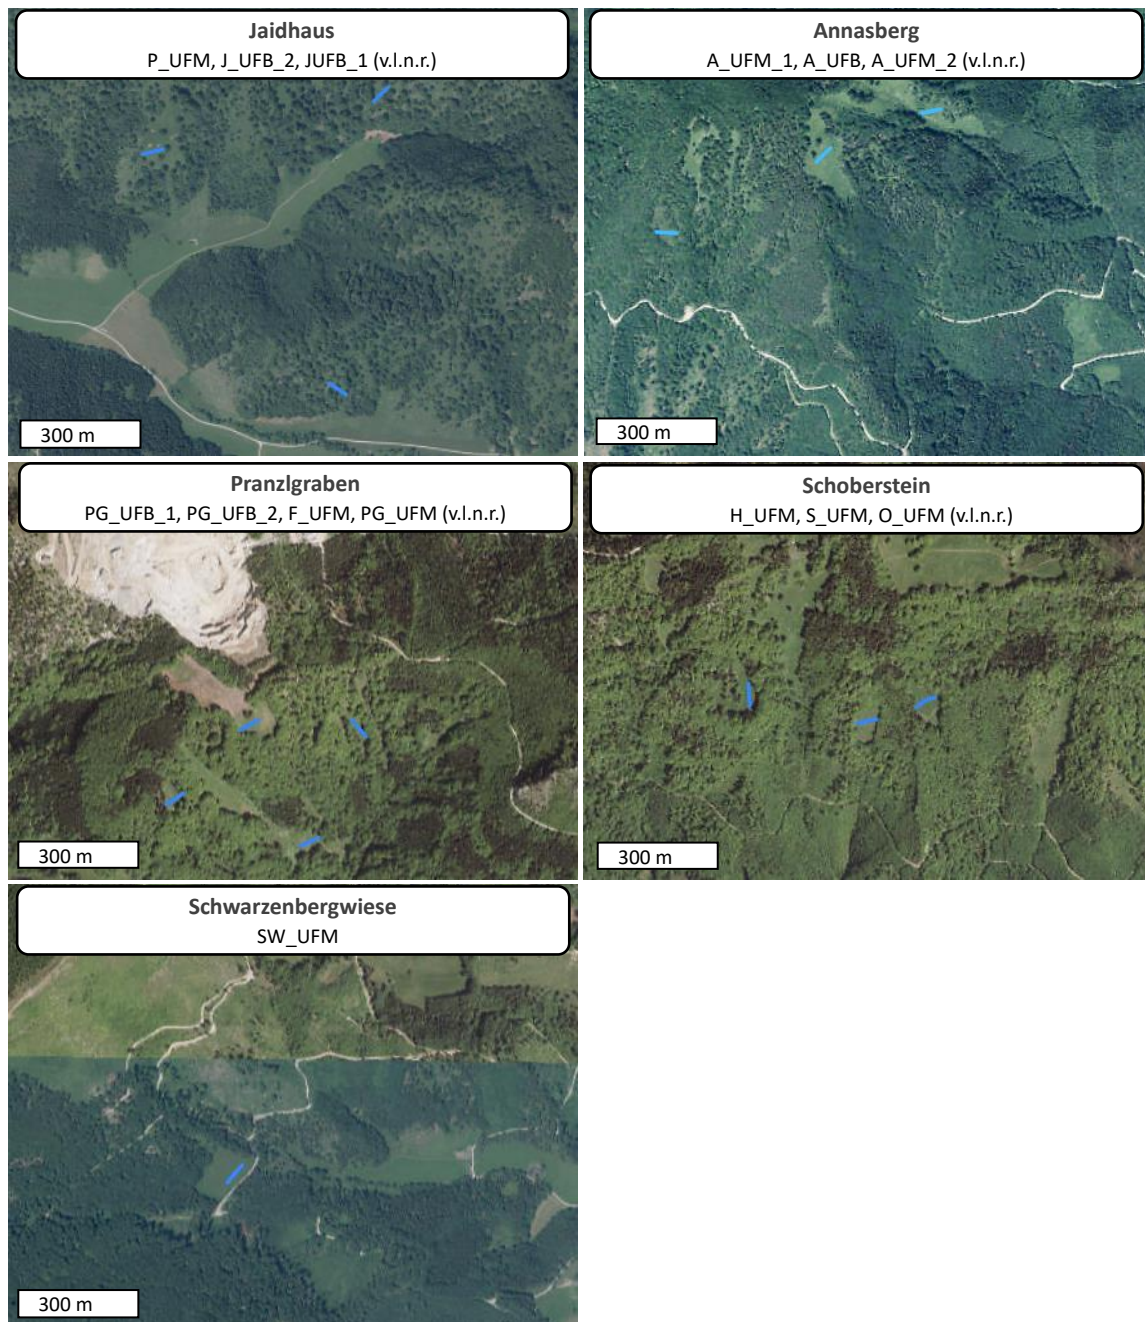 Jaidhaus
P_UFM, J_UFB_2, JUFB_1 (v.l.n.r.)
300 m
Annasberg
A_UFM_1, A_UFB, A_UFM_2 (v.l.n.r.)
300 m
Pranzlgraben
PG_UFB_1, PG_UFB_2, F_UFM, PG_UFM (v.l.n.r.)
300 m
Schoberstein
H_UFM, S_UFM, O_UFM (v.l.n.r.)
300 m
Schwarzenbergwiese
SW_UFM
300 m